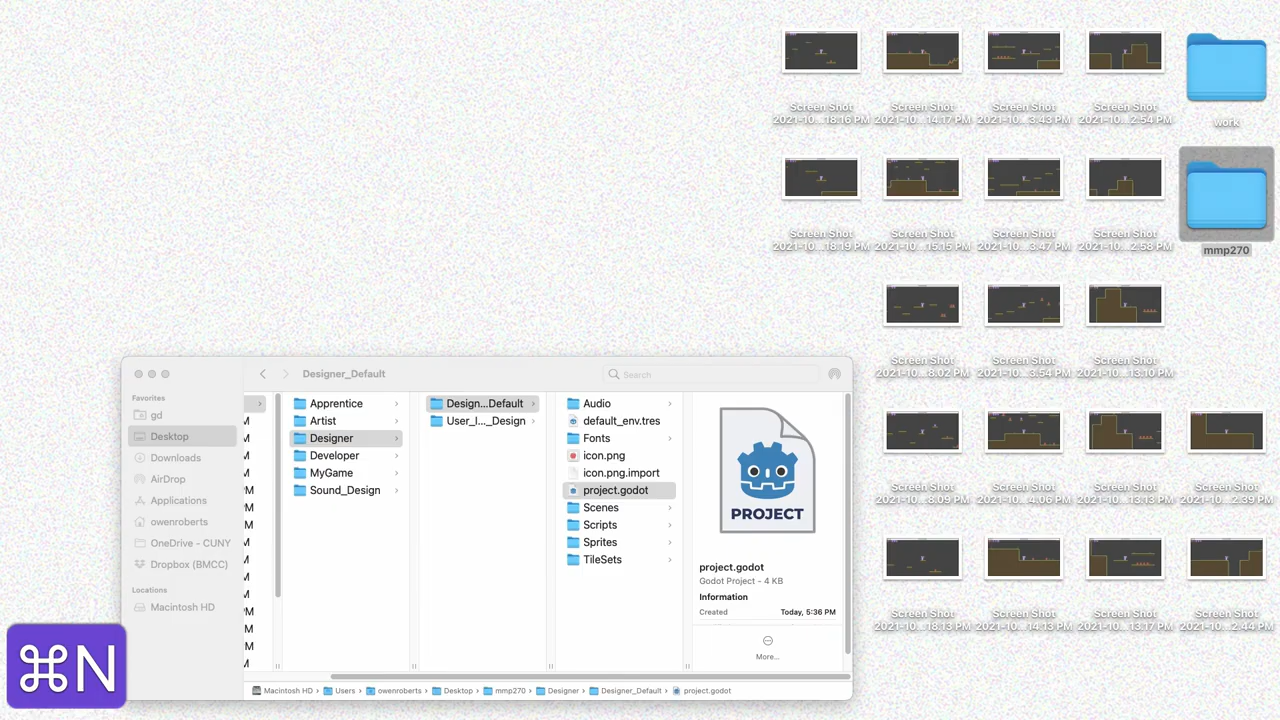 Screen Shot
2021-10...18:16 PM
Screen Shot
2021-10...14:17 PM
Screen Shot
2021-10...3:43 PM
Screen Shot
2021-10...2:54 PM
work
Screen Shot
2021-10...18:19 PM
Screen Shot
2021-10...15:15 PM
Screen Shot
2021-10...3:47 PM
Screen Shot
2021-10...2:58 PM
mmp270
Screen Shot
2021-10...8:02 PM
Screen Shot
2021-10...3:54 PM
Screen Shot
2021-10...13:10 PM
Screen Shot
2021-10...8:09 PM
Screen Shot
2021-10...4:06 PM
Screen Shot
2021-10...13:13 PM
Screen Shot
2021-10...2:39 PM
Screen Shot
2021-10...18:13 PM
Screen Shot
2021-10...14:13 PM
Screen Shot
2021-10...13:17 PM
Screen Shot
2021-10...2:44 PM
Designer_Default
Search
Favorites
gd
Desktop
Downloads
AirDrop
Applications
owenroberts
OneDrive - CUNY
Dropbox (BMCC)
Locations
Macintosh HD
Apprentice
Artist
Designer
Developer
MyGame
Sound_Design
Design...Default
User_I..._Design
Audio
default_env.tres
Fonts
icon.png
icon.png.import
project.godot
Scenes
Scripts
Sprites
TileSets
PROJECT
project.godot
Godot Project - 4 KB
Information
Created Today, 5:36 PM
More...
Macintosh HD › Users › owenroberts › Desktop › mmp270 › Designer › Designer_Default › project.godot
⌘N